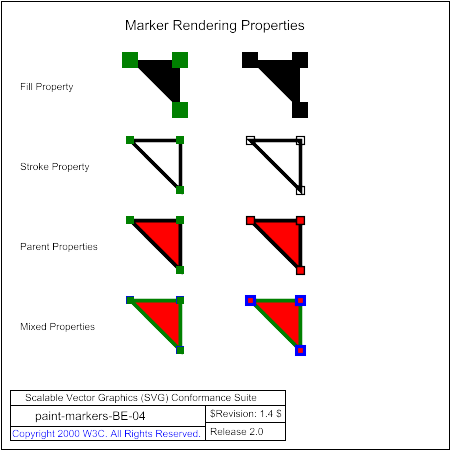 Marker Rendering Properties
Fill Property
Stroke Property
Parent Properties
Mixed Properties
Scalable Vector Graphics (SVG) Conformance Suite
paint-markers-BE-04
$Revision: 1.4 $
Copyright 2000 W3C. All Rights Reserved.
Release 2.0